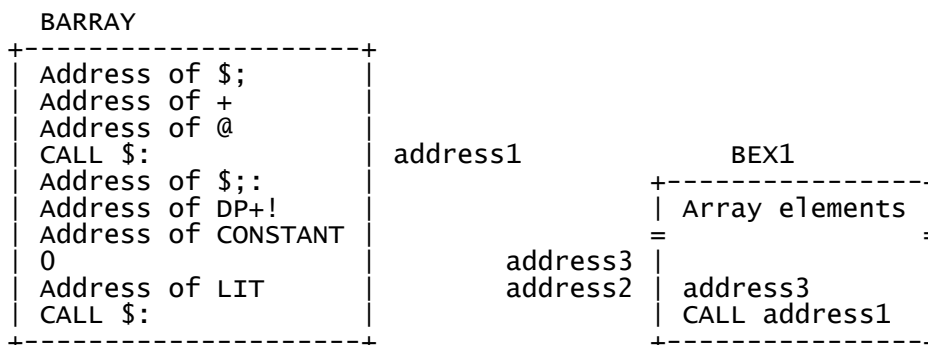 BARRAY
+---------------------+
| Address of $; |
| Address of + |
| Address of @ |
| CALL $: | address1 BEX1
| Address of $;: | +----------------
| Address of DP+! | | Array elements
| Address of CONSTANT | = =
| 0 | address3 |
| Address of LIT | address2 | address3
| CALL $: | | CALL address1
+---------------------+ +----------------